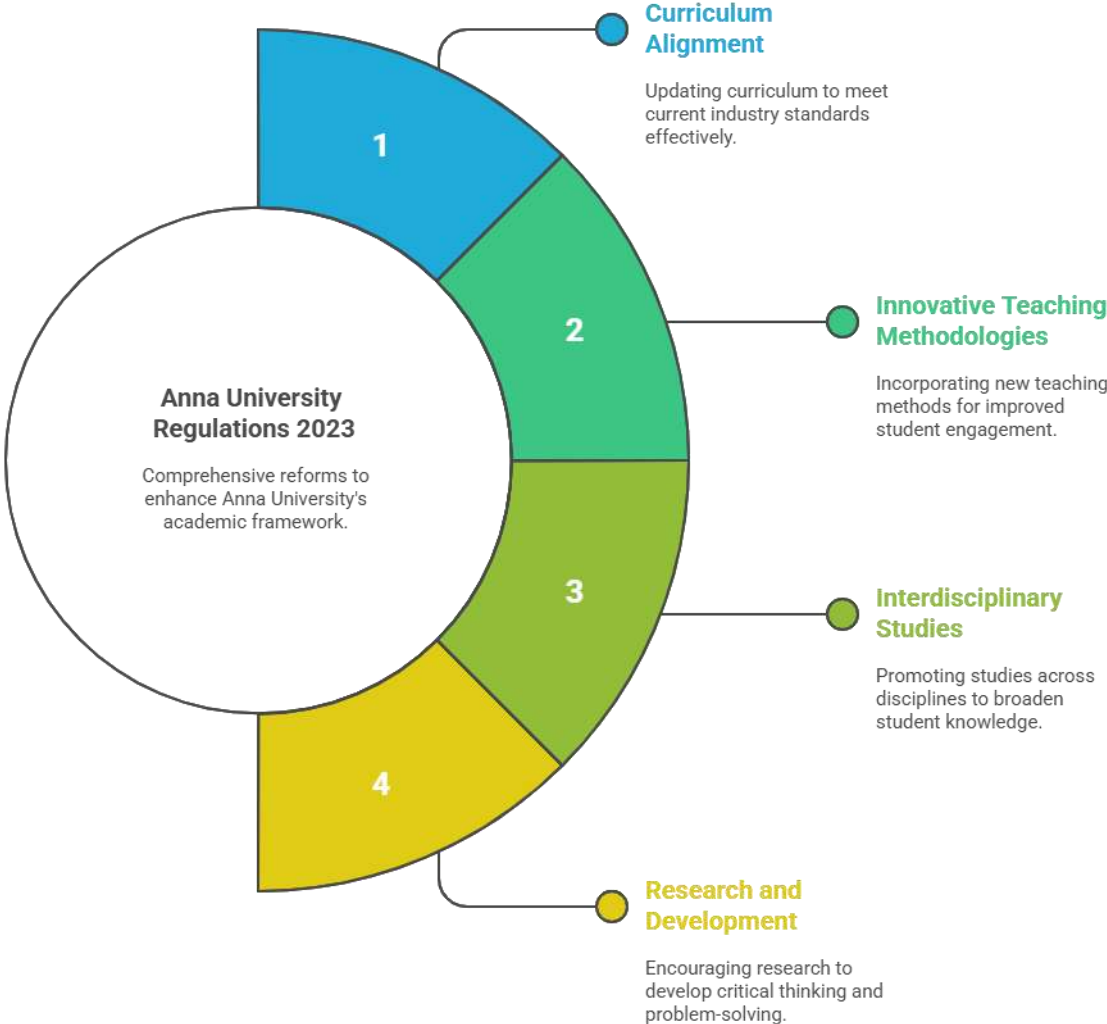 Curriculum
Alignment
Updating curriculum to meet
current industry standards
effectively.
1
2
Innovative Teaching
Methodologies
Incorporating new teaching
methods for improved
student engagement.
Anna University
Regulations 2023
Comprehensive reforms to
enhance Anna University's
academic framework.
3
Interdisciplinary
Studies
Promoting studies across
disciplines to broaden
student knowledge.
4
Research and
Development
Encouraging research to
develop critical thinking and
problem-solving.